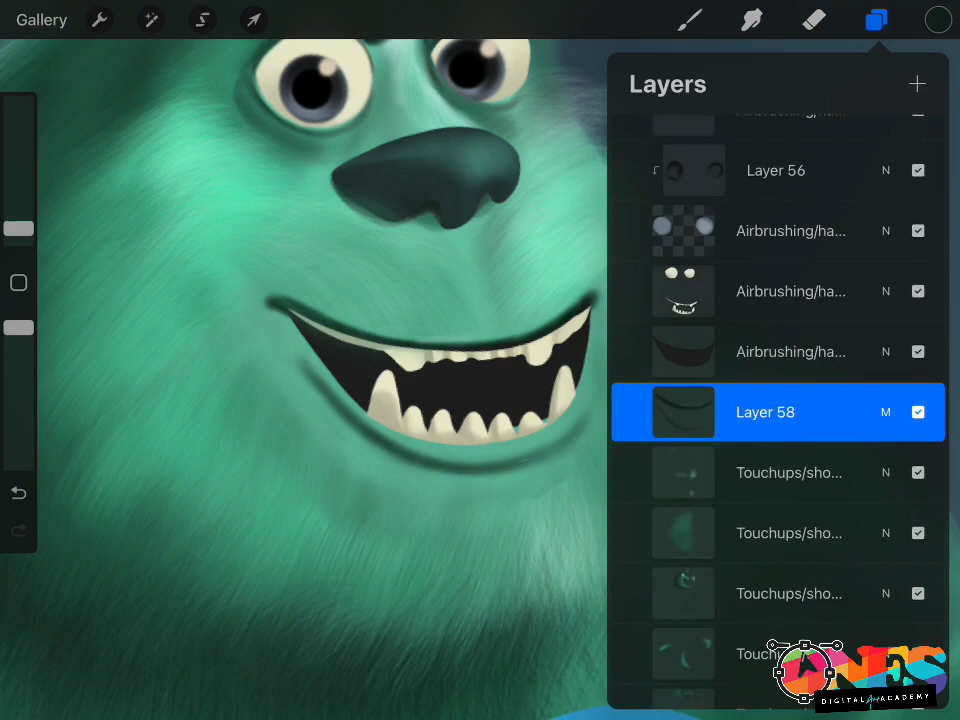 Gallery
Layers
Layer 56 N
Airbrushing/ha... N
Airbrushing/ha... N
Airbrushing/ha... N
Layer 58 M
Touchups/sho... N
Touchups/sho... N
Touchups/sho... N
DIGITAL Art ACADEMY